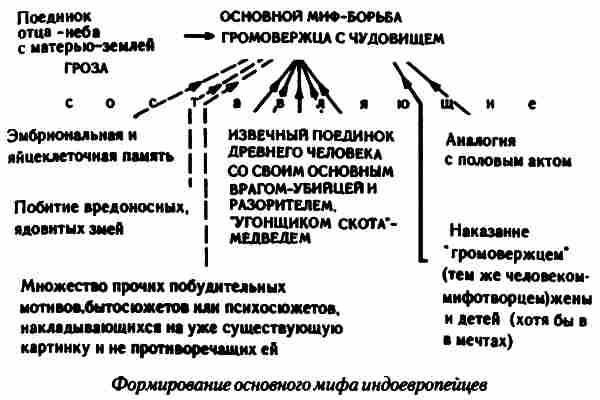 Поединок
отца -неба
с матерью-землей
ГРОЗА
ОСНОВНОЙ МИФ-БОРЬБА
ГРОМОВЕРЖЦА С ЧУДОВИЩЕМ
с о с т а в л я ю щ и е
Эмбриональная и
яйцеклеточная память
Побитие вредоносных,
ядовитых змей
Множество прочих побудительных
мотивов,бытосюжетов или психосюжетов,
накладывающихся на уже существующую
картинку и не противоречащих ей
ИЗВЕЧНЫЙ ПОЕДИНОК
ДРЕВНЕГО ЧЕЛОВЕКА
СО СВОИМ ОСНОВНЫМ
ВРАГОМ-УБИЙЦЕЙ И
РАЗОРИТЕЛЕМ,
"УГОНЩИКОМ СКОТА"-
МЕДВЕДЕМ
Аналогия
с половым актом
Наказание
"громовержцем"
(тем же человеком-
мифотворцем)жены
и детей (хотя бы в
в мечтах)
Формирование основного мифа индоевропейцев